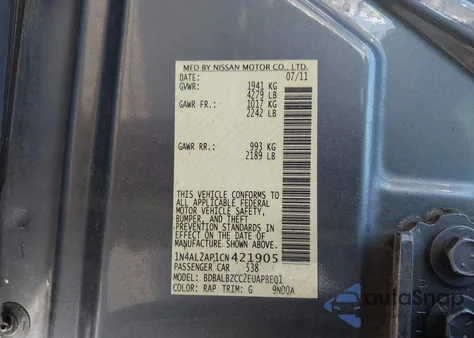 MFD BY NISSAN MOTOR CO., LTD.
DATE: 07/11
GVWR: 1941 KG
4279 LB
GAWR FR.: 1017 KG
2242 LB
GAWR RR.: 993 KG
2189 LB
THIS VEHICLE CONFORMS TO
ALL APPLICABLE FEDERAL
MOTOR VEHICLE SAFETY,
BUMPER, AND THEFT
PREVENTION STANDARDS IN
EFFECT ON THE DATE OF
MANUFACTURE SHOWN ABOVE.
1N4AL2AP1CN421905
PASSENGER CAR 538
MODEL: BDBALBZCC2EUAPBEQ1
COLOR: RAP TRIM: G 9N00A
autoSnap